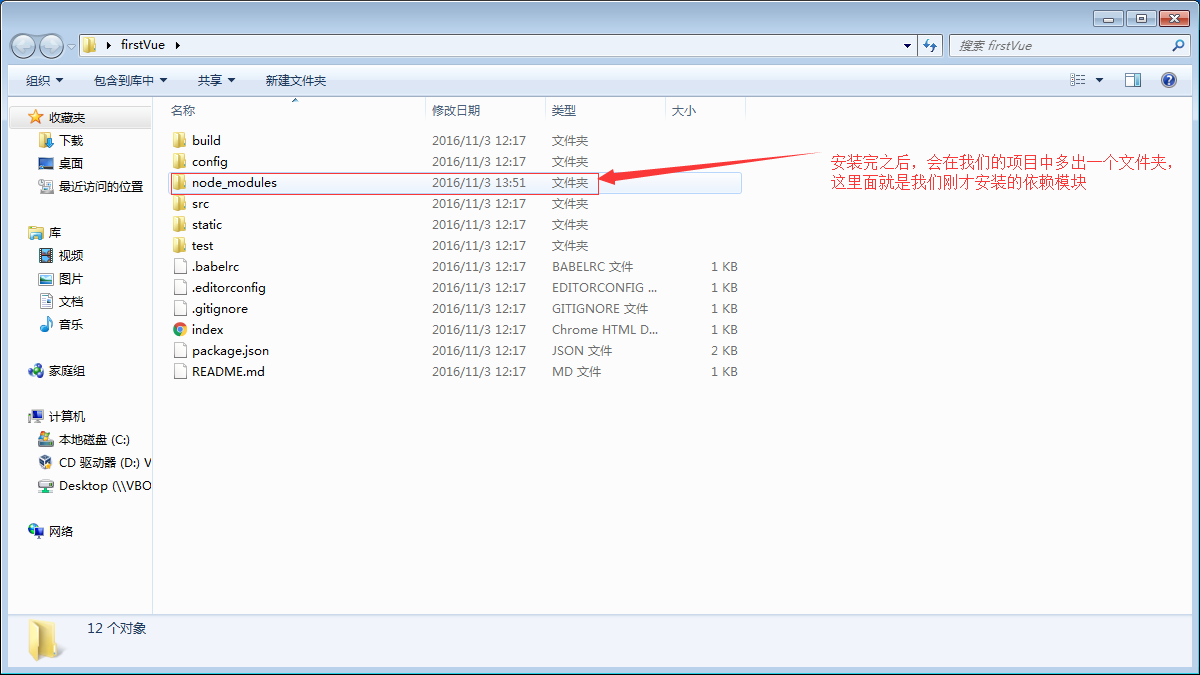 firstVue
搜索 firstVue
组织 包含到库中 共享 新建文件夹
收藏夹
下载
桌面
最近访问的位置
库
视频
图片
文档
音乐
家庭组
计算机
本地磁盘 (C:)
CD 驱动器 (D:) V
Desktop (\\VBO
网络
名称 修改日期 类型 大小
build 2016/11/3 12:17 文件夹
config 2016/11/3 12:17 文件夹
node_modules 2016/11/3 13:51 文件夹
src 2016/11/3 12:17 文件夹
static 2016/11/3 12:17 文件夹
test 2016/11/3 12:17 文件夹
.babelrc 2016/11/3 12:17 BABELRC 文件 1 KB
.editorconfig 2016/11/3 12:17 EDITORCONFIG ... 1 KB
.gitignore 2016/11/3 12:17 GITIGNORE 文件 1 KB
index 2016/11/3 12:17 Chrome HTML D... 1 KB
package.json 2016/11/3 12:17 JSON 文件 2 KB
README.md 2016/11/3 12:17 MD 文件 1 KB
安装完之后，会在我们的项目中多出一个文件夹，
这里面就是我们刚才安装的依赖模块
12 个对象